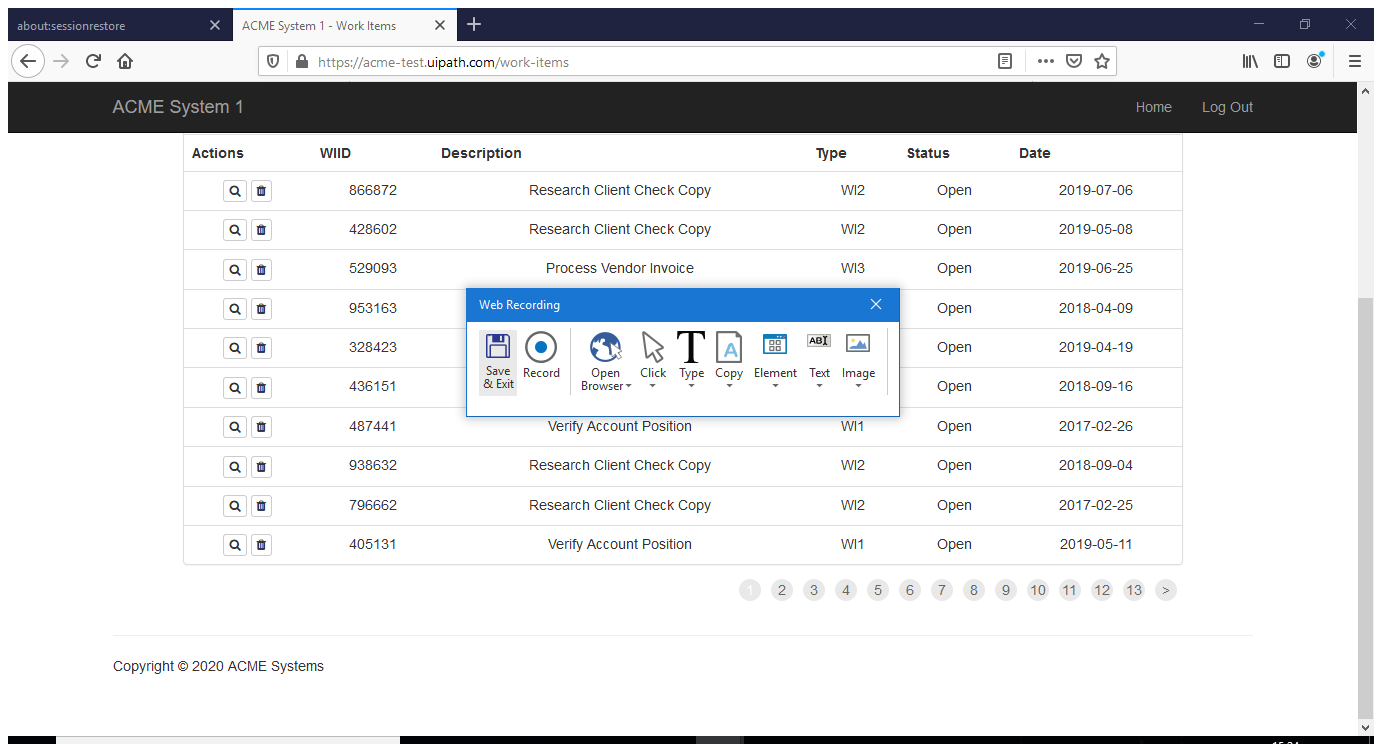 about:sessionrestore
ACME System 1 - Work Items
https://acme-test.uipath.com/work-items
ACME System 1 Home Log Out
Actions WIID Description Type Status Date
866872 Research Client Check Copy WI2 Open 2019-07-06
428602 Research Client Check Copy WI2 Open 2019-05-08
529093 Process Vendor Invoice WI3 Open 2019-06-25
953163 Open 2018-04-09
328423 Open 2019-04-19
436151 Open 2018-09-16
Web Recording
Save & Exit Record Open Browser Click Type Copy Element Text Image
T A ABI
487441 Verify Account Position WI1 Open 2017-02-26
938632 Research Client Check Copy WI2 Open 2018-09-04
796662 Research Client Check Copy WI2 Open 2017-02-25
405131 Verify Account Position WI1 Open 2019-05-11
1 2 3 4 5 6 7 8 9 10 11 12 13 >
Copyright © 2020 ACME Systems